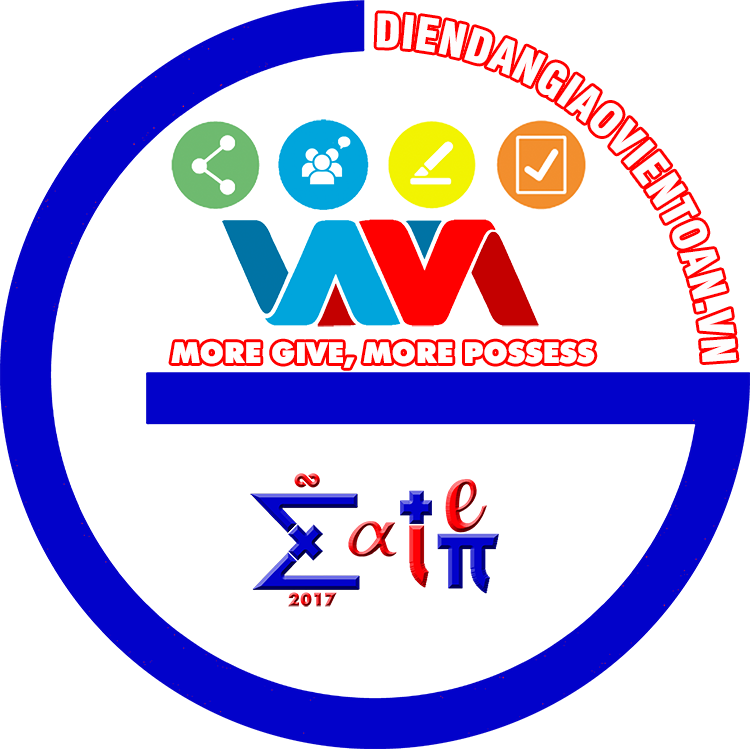 DIENDANGIAOVIENTOAN.VN
MORE GIVE, MORE POSSESS
∞
Σ × α + i e π
2017